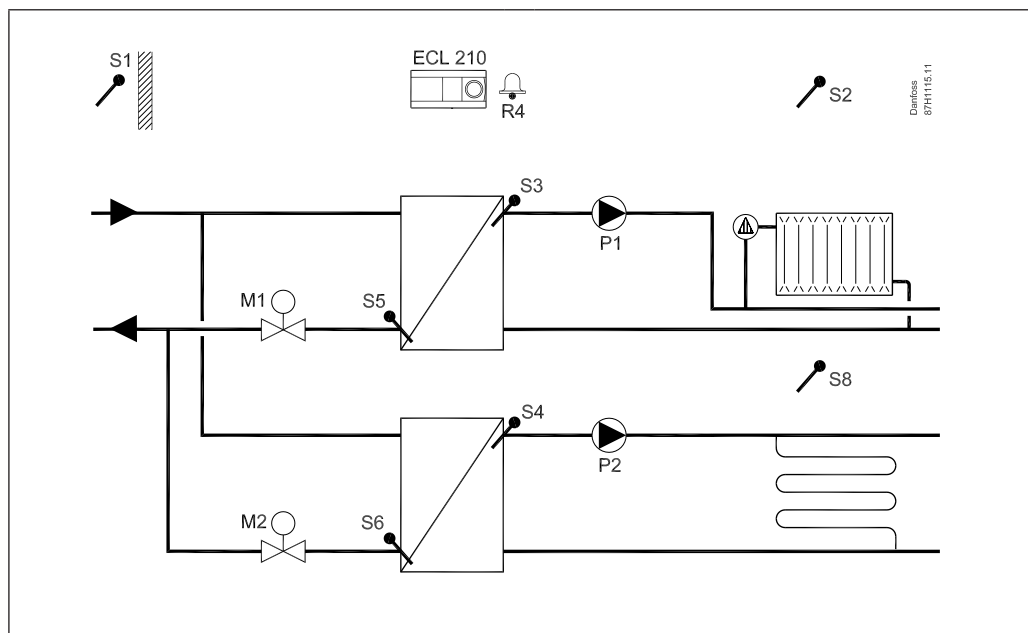 S1
ECL 210
R4
S2
Danfoss
87H1115.11
S3
P1
M1
S5
S8
S4
P2
M2
S6